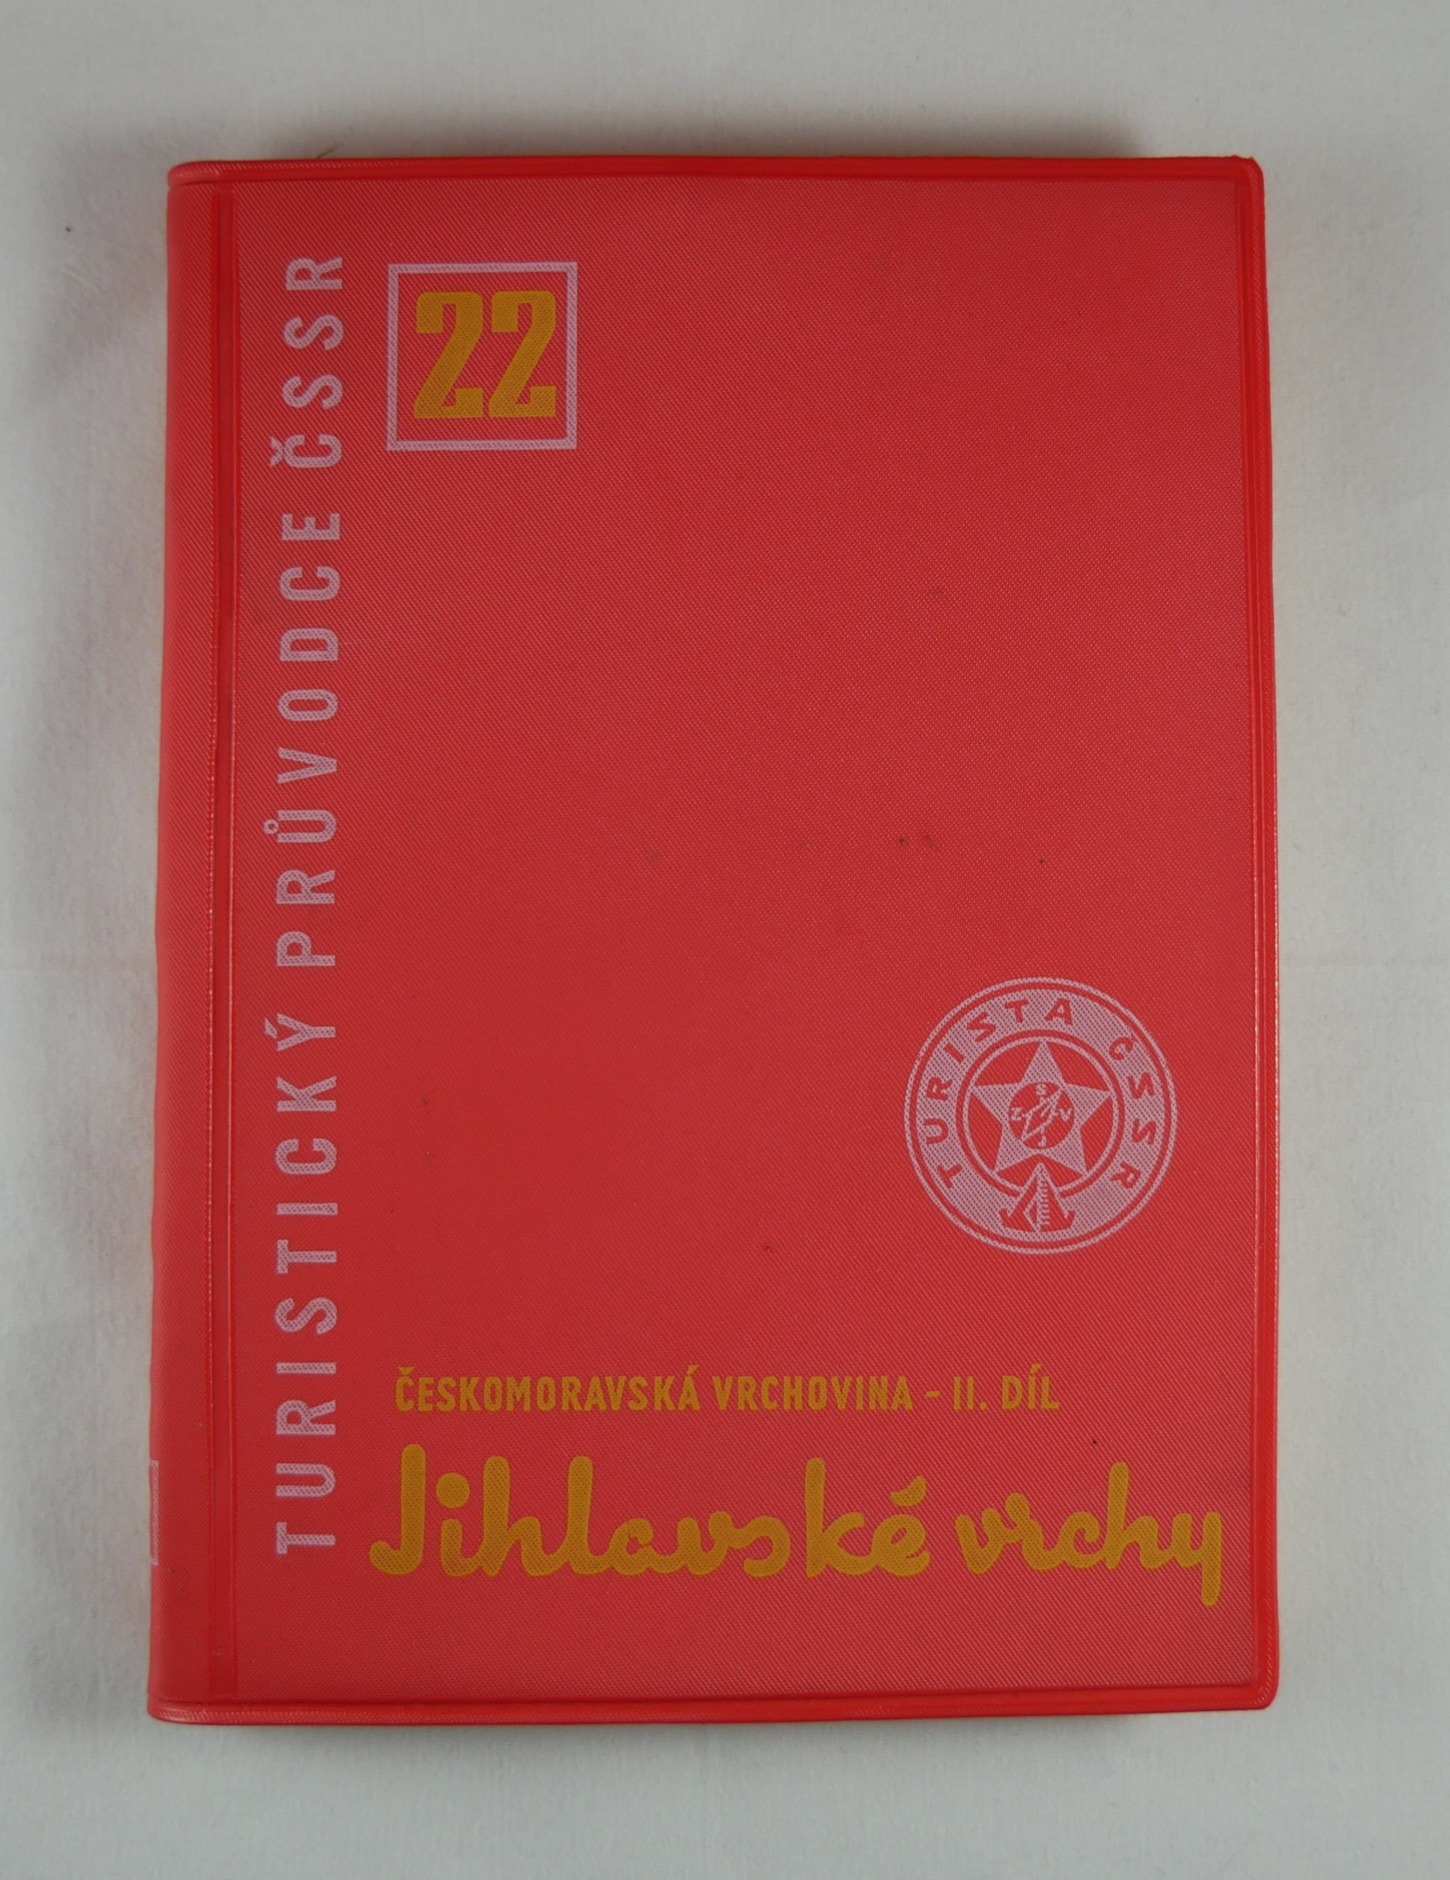 TURISTICKÝ PRŮVODCE ČSSR
22
TURISTA ČSSR
S
Z V
J
ČESKOMORAVSKÁ VRCHOVINA - II. DÍL
Jihlavské vrchy